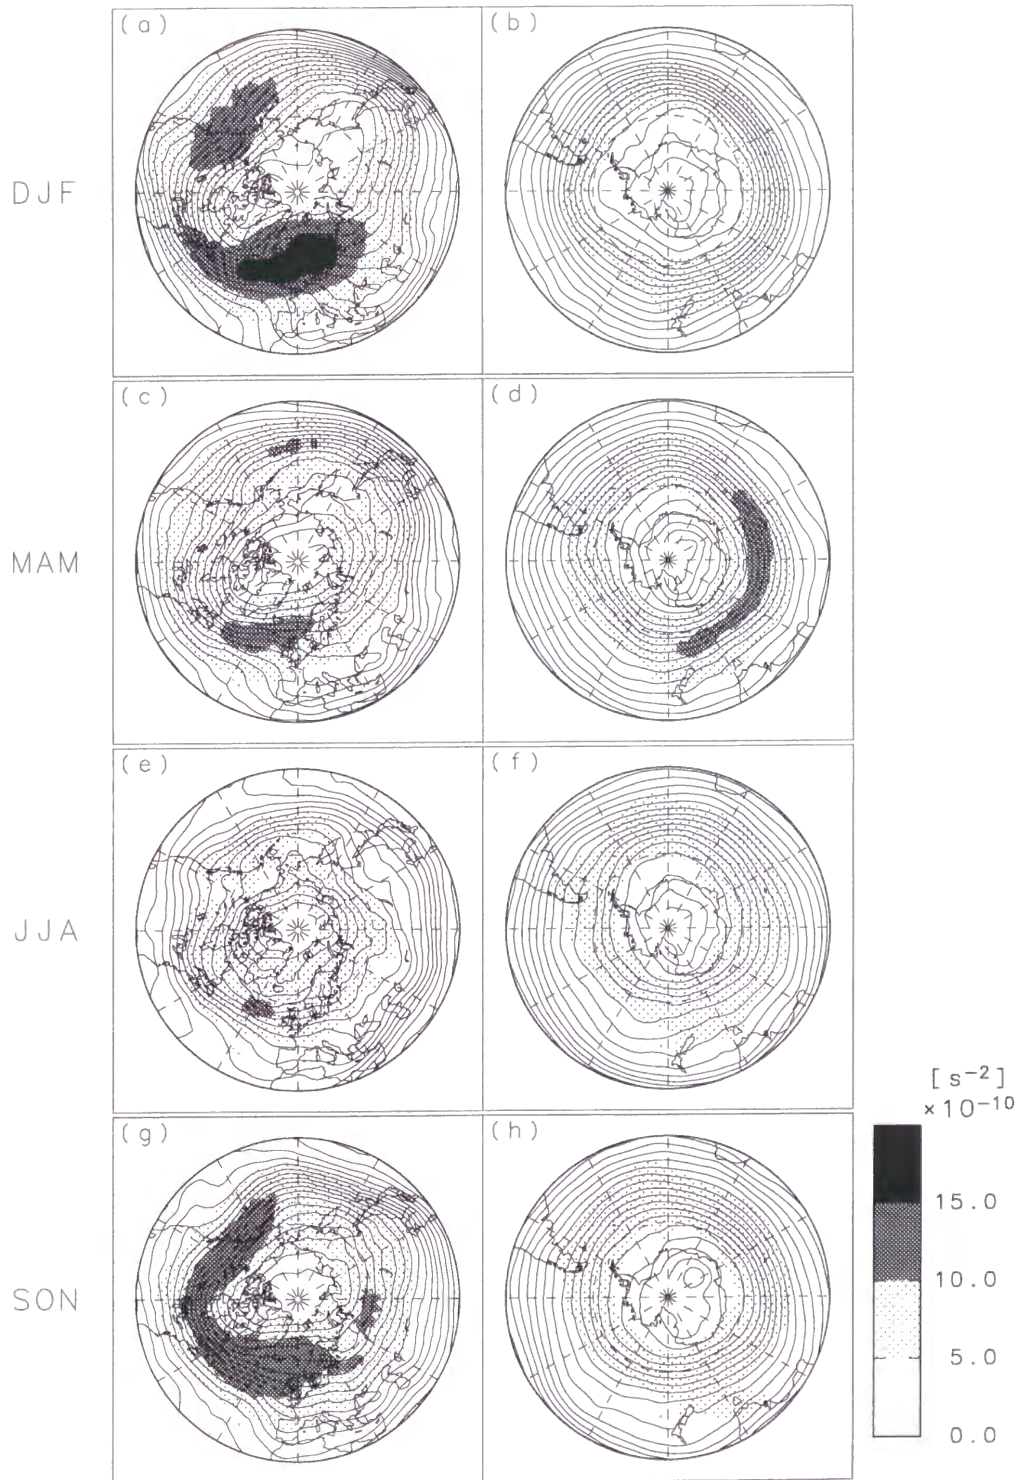 (a) (b)
DJF
(c) (d)
MAM
(e) (f)
JJA
[s⁻²]
×10⁻¹⁰
(g) (h)
15.0
10.0
SON
5.0
0.0